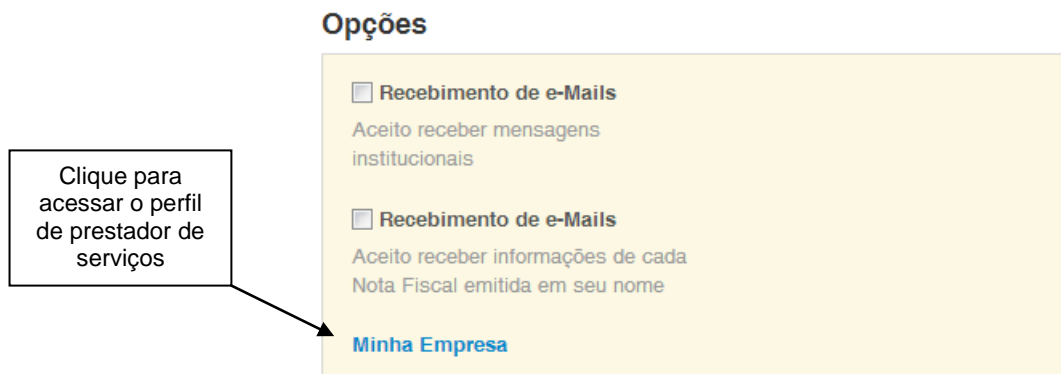 Opções
Recebimento de e-Mails
Aceito receber mensagens
institucionais
Clique para
acessar o perfil
de prestador de
serviços
Recebimento de e-Mails
Aceito receber informações de cada
Nota Fiscal emitida em seu nome
Minha Empresa